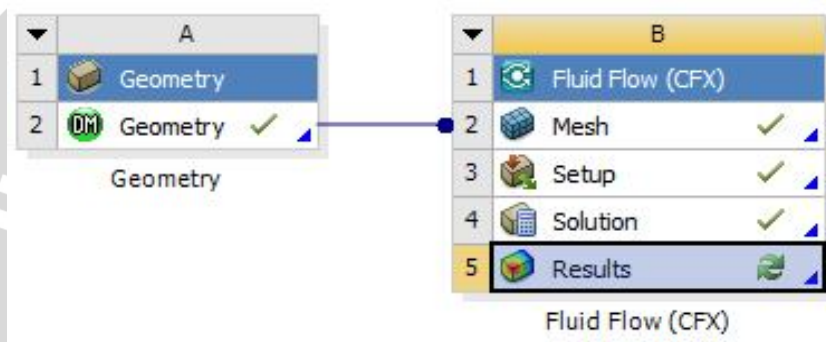 A
1 Geometry
2 DM Geometry
Geometry
B
1 Fluid Flow (CFX)
2 Mesh
3 Setup
4 Solution
5 Results
Fluid Flow (CFX)